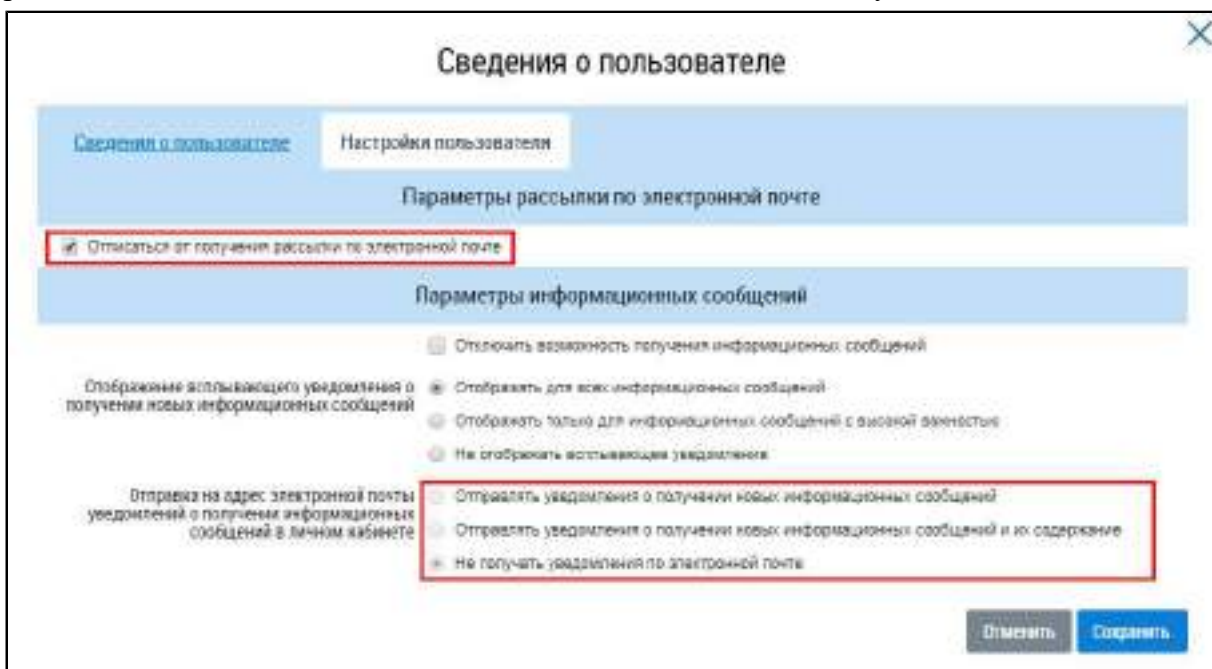 Сведения о пользователе
Сведения о пользователе
Настройки пользователя
Параметры рассылки по электронной почте
Отписаться от получения рассылки по электронной почте
Параметры информационных сообщений
Отключить возможность получения информационных сообщений
Отображение всплывающего уведомления о
получении новых информационных сообщений
Отображать для всех информационных сообщений
Отображать только для информационных сообщений с высокой важностью
Не отображать всплывающее уведомление
Отправка на адрес электронной почты
уведомлений о получении информационных
сообщений в личном кабинете
Отправлять уведомления о получении новых информационных сообщений
Отправлять уведомления о получении новых информационных сообщений и их содержание
Не получать уведомления по электронной почте
Отменить
Сохранить